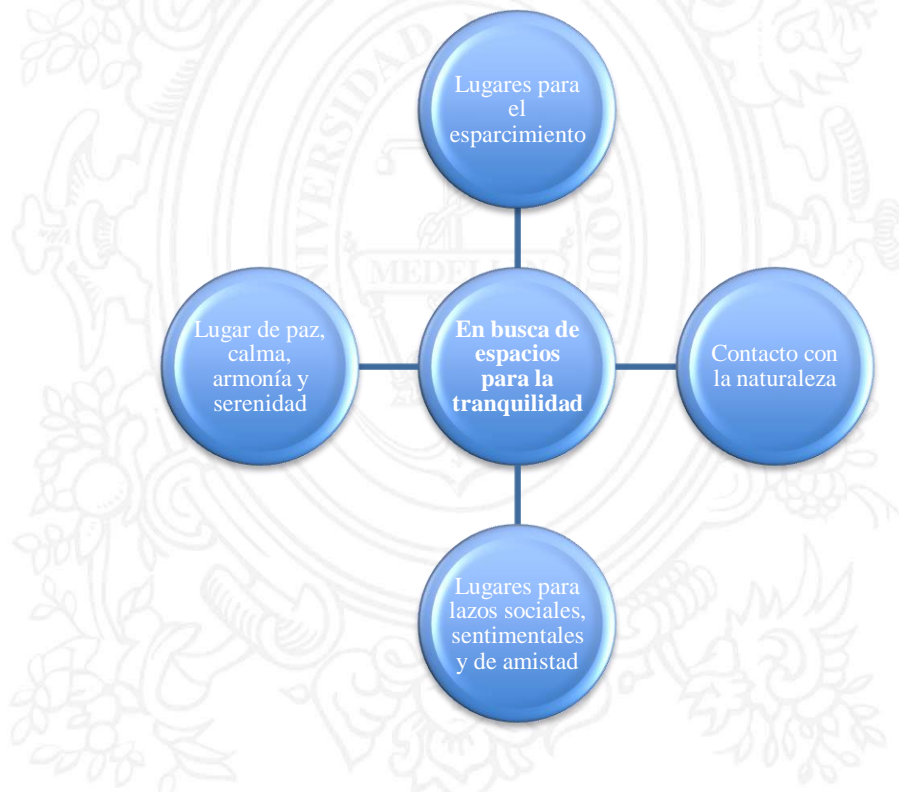 Lugares para
el
esparcimiento
Lugar de paz,
calma,
armonía y
serenidad
En busca de
espacios
para la
tranquilidad
Contacto con
la naturaleza
Lugares para
lazos sociales,
sentimentales
y de amistad